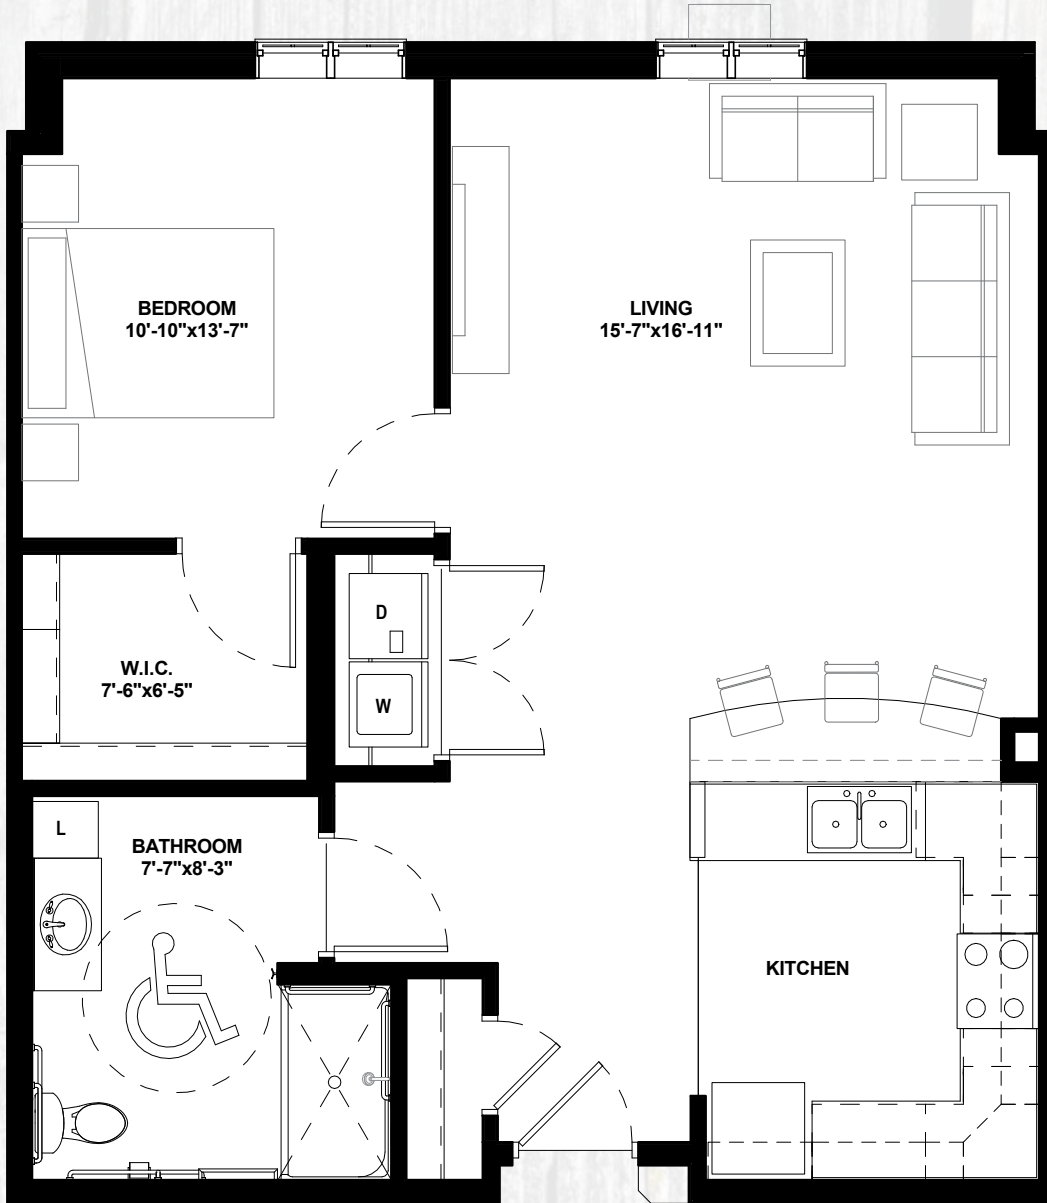 BEDROOM
10'-10"x13'-7"
LIVING
15'-7"x16'-11"
D
W.I.C.
7'-6"x6'-5"
W
L
BATHROOM
7'-7"x8'-3"
KITCHEN